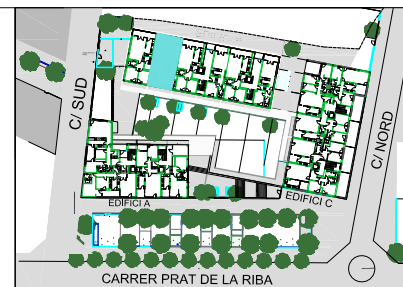 C/ SUD
C/ NORD
EDIFICI A
EDIFICI C
CARRER PRAT DE LA RIBA